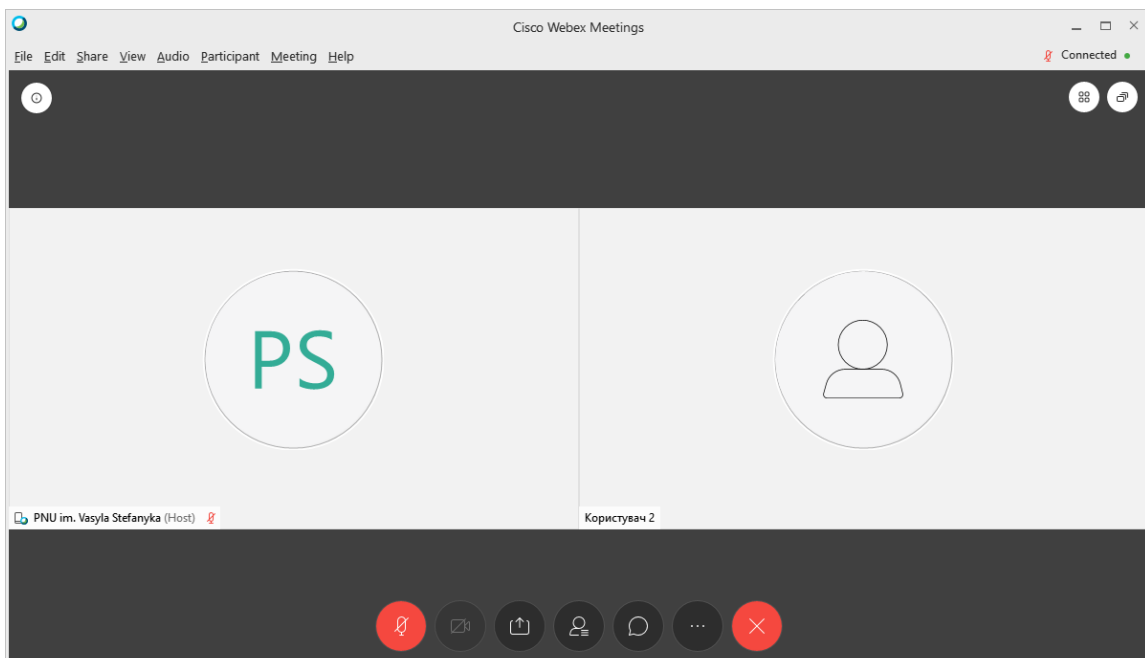 Cisco Webex Meetings
File Edit Share View Audio Participant Meeting Help
Connected
PS
PNU im. Vasyla Stefanyka (Host)
Користувач 2